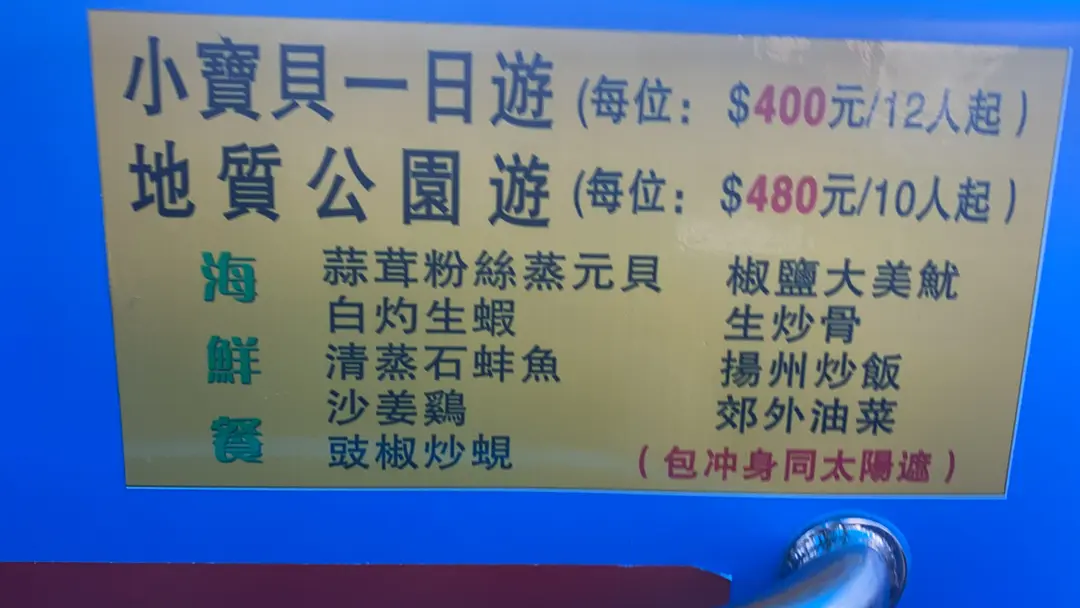 小寶貝一日遊 (每位: $400元/12人起)
地質公園遊 (每位: $480元/10人起)
海鮮餐
蒜茸粉絲蒸元貝
白灼生蝦
清蒸石蚌魚
沙姜鷄
豉椒炒蜆
椒鹽大美魷
生炒骨
揚州炒飯
郊外油菜
(包冲身同太陽遮)